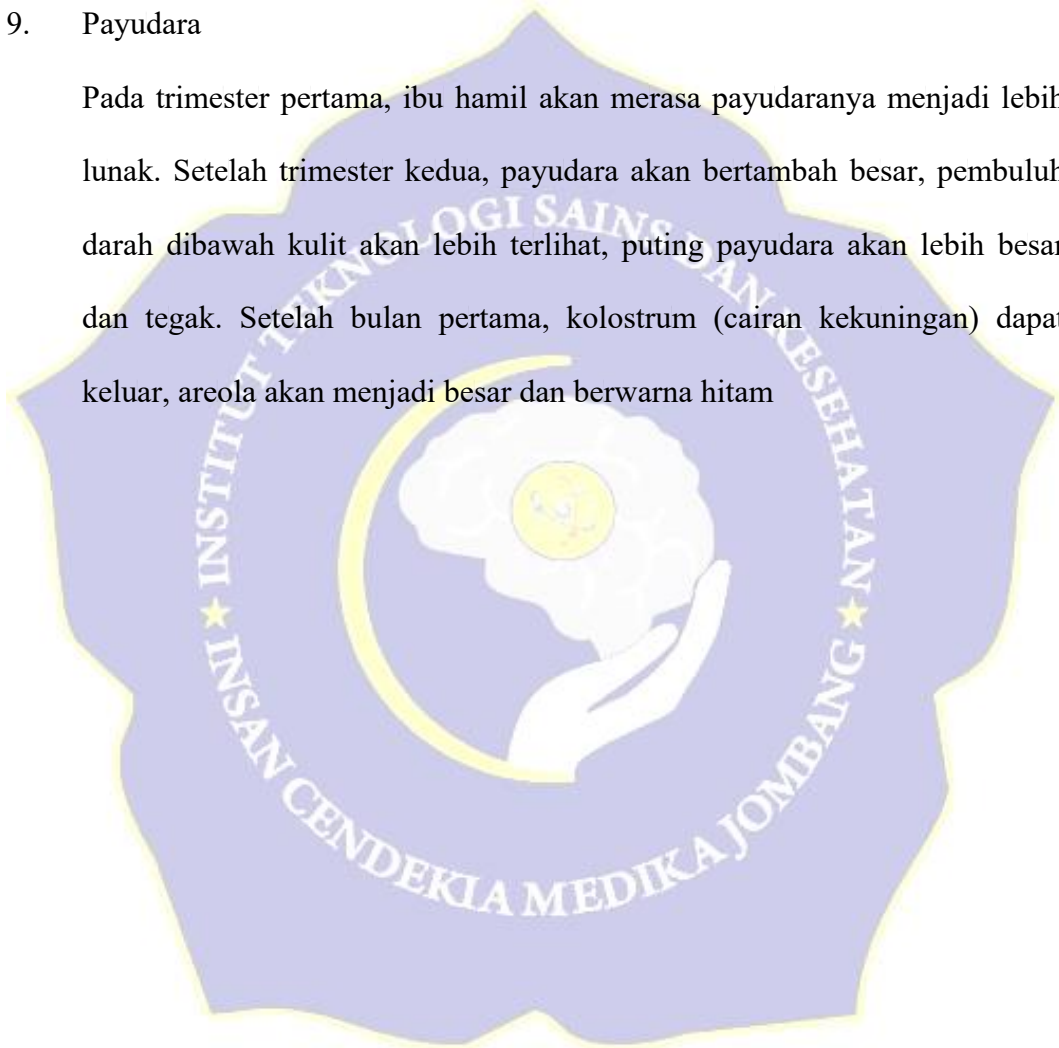 9. Payudara
Pada trimester pertama, ibu hamil akan merasa payudaranya menjadi lebih
lunak. Setelah trimester kedua, payudara akan bertambah besar, pembuluh
darah dibawah kulit akan lebih terlihat, puting payudara akan lebih besar
dan tegak. Setelah bulan pertama, kolostrum (cairan kekuningan) dapat
keluar, areola akan menjadi besar dan berwarna hitam
INSTITUT TEKNOLOGI SAINS DAN KESEHATAN
INSAN CENDEKIA MEDIKA JOMBANG